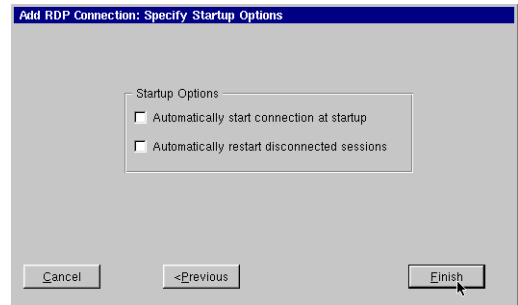 Add RDP Connection: Specify Startup Options
Startup Options
Automatically start connection at startup
Automatically restart disconnected sessions
Cancel
<Previous
Finish